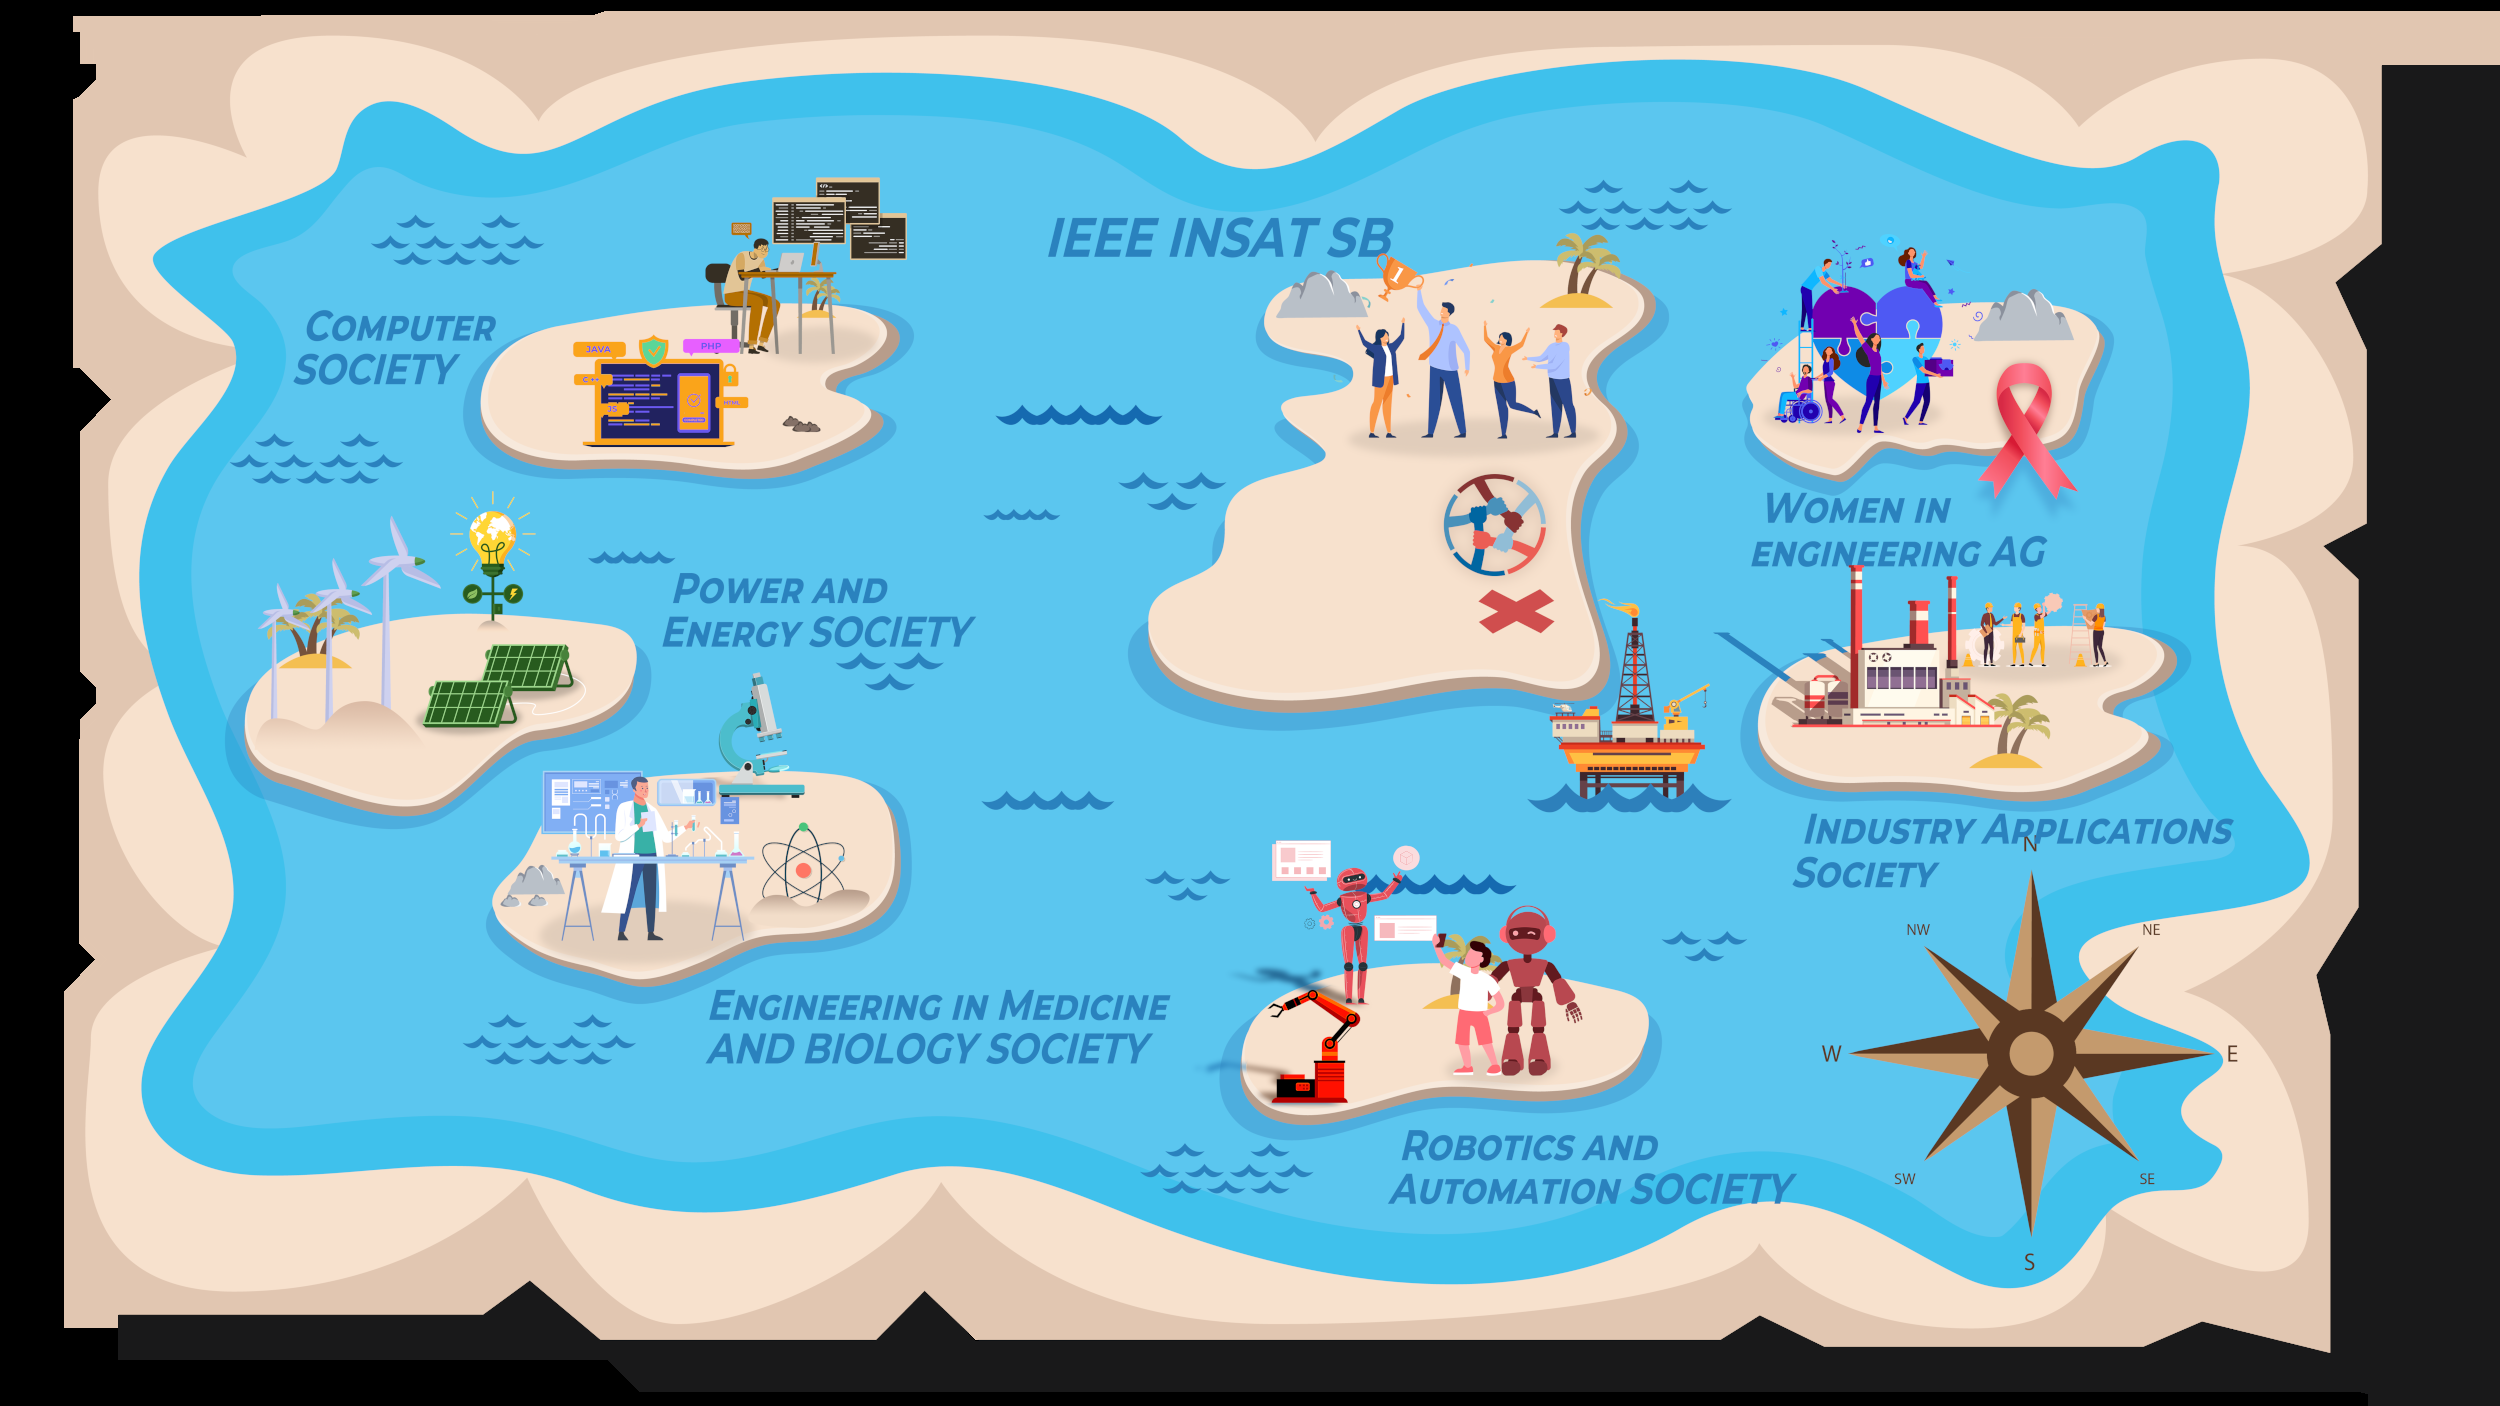 IEEE INSAT SB
COMPUTER
SOCIETY
JAVA
PHP
C++
JS
HTML
</>
1
WOMEN IN
ENGINEERING AG
POWER AND
ENERGY SOCIETY
INDUSTRY APPLICATIONS
SOCIETY
ENGINEERING IN MEDICINE
AND BIOLOGY SOCIETY
ROBOTICS AND
AUTOMATION SOCIETY
N
NW
NE
W
E
SW
SE
S